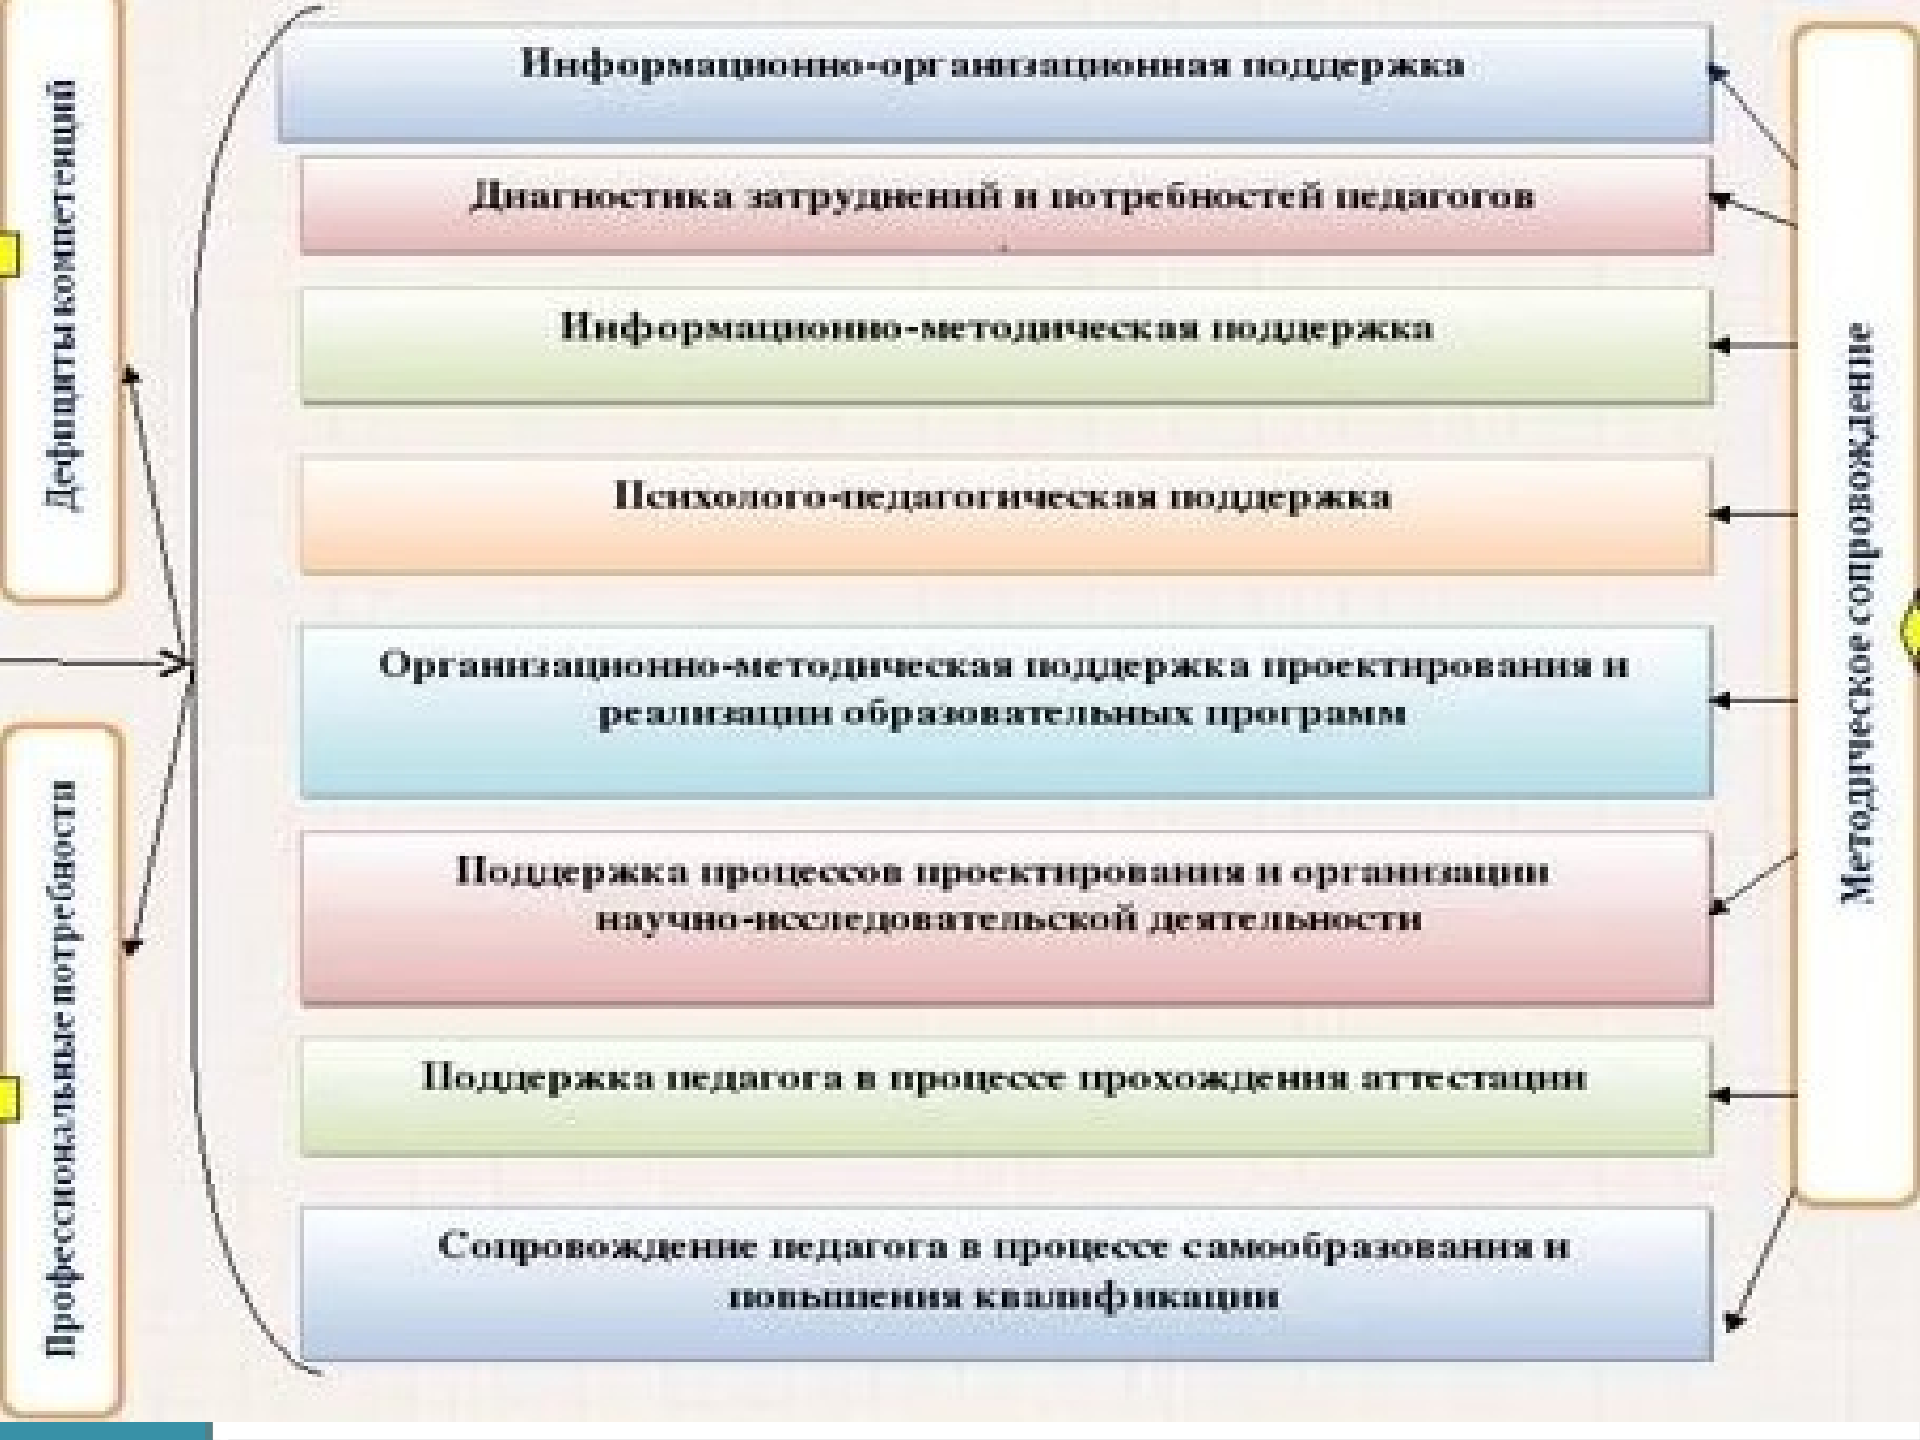 Дефициты компетенций
Профессиональные потребности
Информационно-организационная поддержка
Диагностика затруднений и потребностей педагогов
Информационно-методическая поддержка
Психолого-педагогическая поддержка
Организационно-методическая поддержка проектирования и
реализации образовательных программ
Поддержка процессов проектирования и организации
научно-исследовательской деятельности
Поддержка педагога в процессе прохождения аттестации
Сопровождение педагога в процессе самообразования и
повышения квалификации
Методическое сопровождение